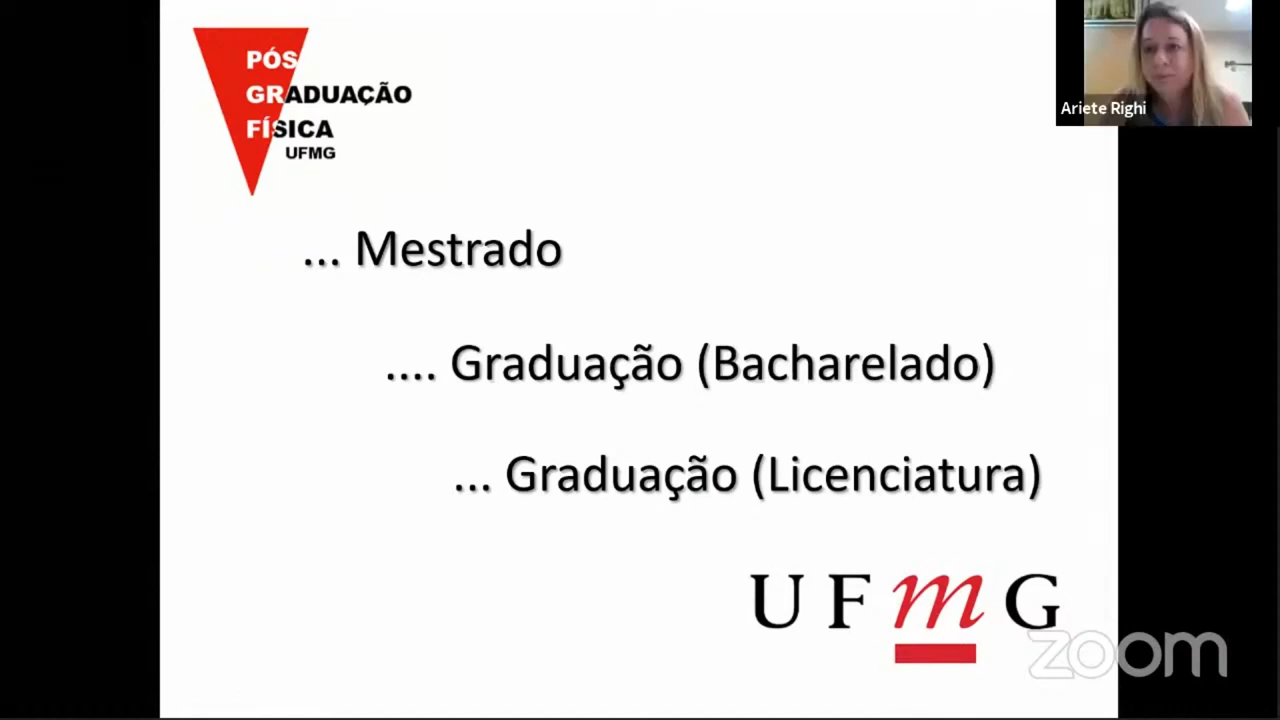 PÓS
GRADUAÇÃO
FÍSICA
UFMG
Ariete Righi
... Mestrado
.... Graduação (Bacharelado)
... Graduação (Licenciatura)
UFmG
zoom